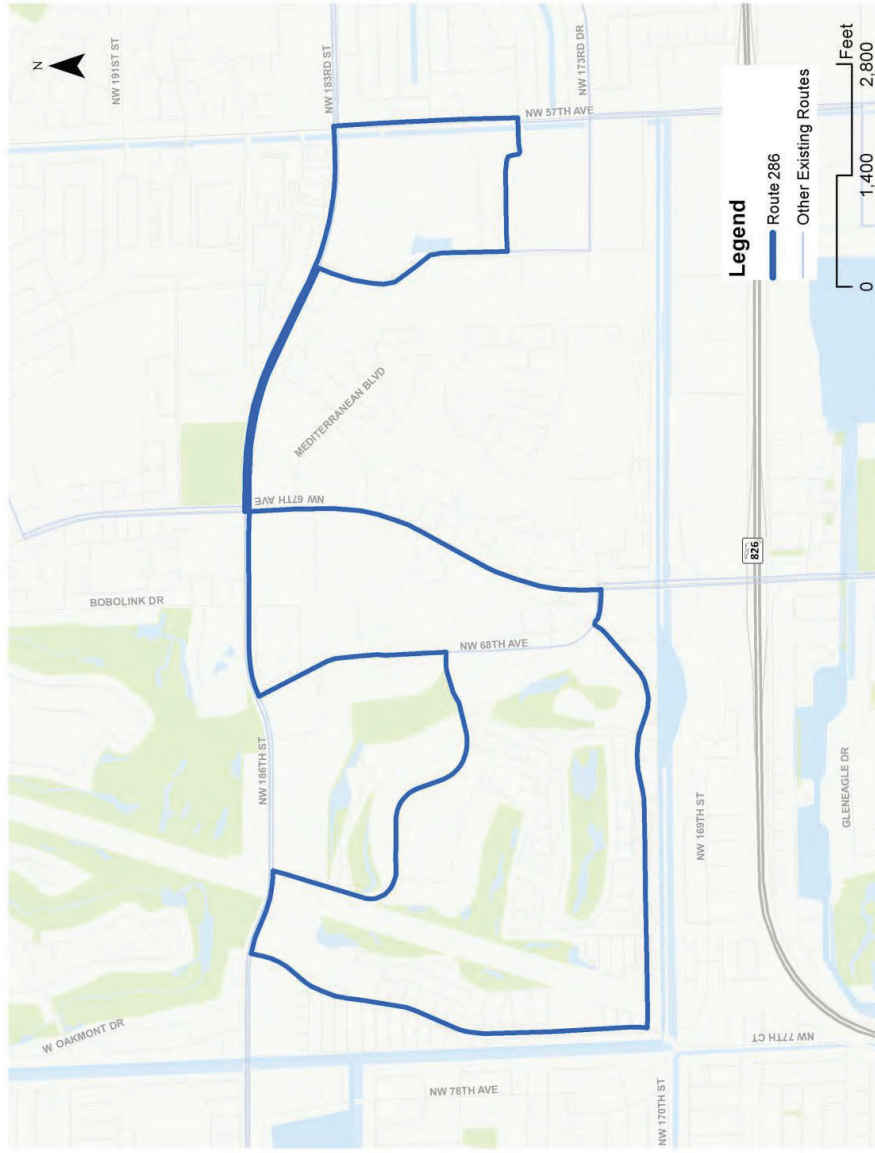 N
NW 191ST ST
NW 183RD ST
NW 57TH AVE
NW 173RD DR
MEDITERRANEAN BLVD
NW 67TH AVE
BOBOLINK DR
NW 68TH AVE
NW 186TH ST
W OAKMONT DR
NW 78TH AVE
NW 170TH ST
NW 77TH CT
NW 169TH ST
826
GLENEAGLE DR
Legend
Route 286
Other Existing Routes
Feet
0 1,400 2,800